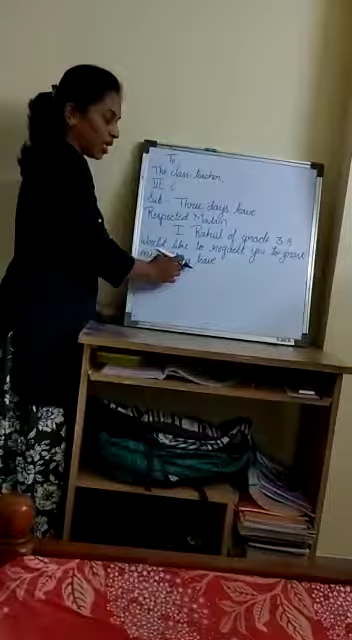 To
The class teacher,
III
Sub - Three days leave
Respected Madam
I Rahul of grade 3 B
Would like to request you to grant
me leave